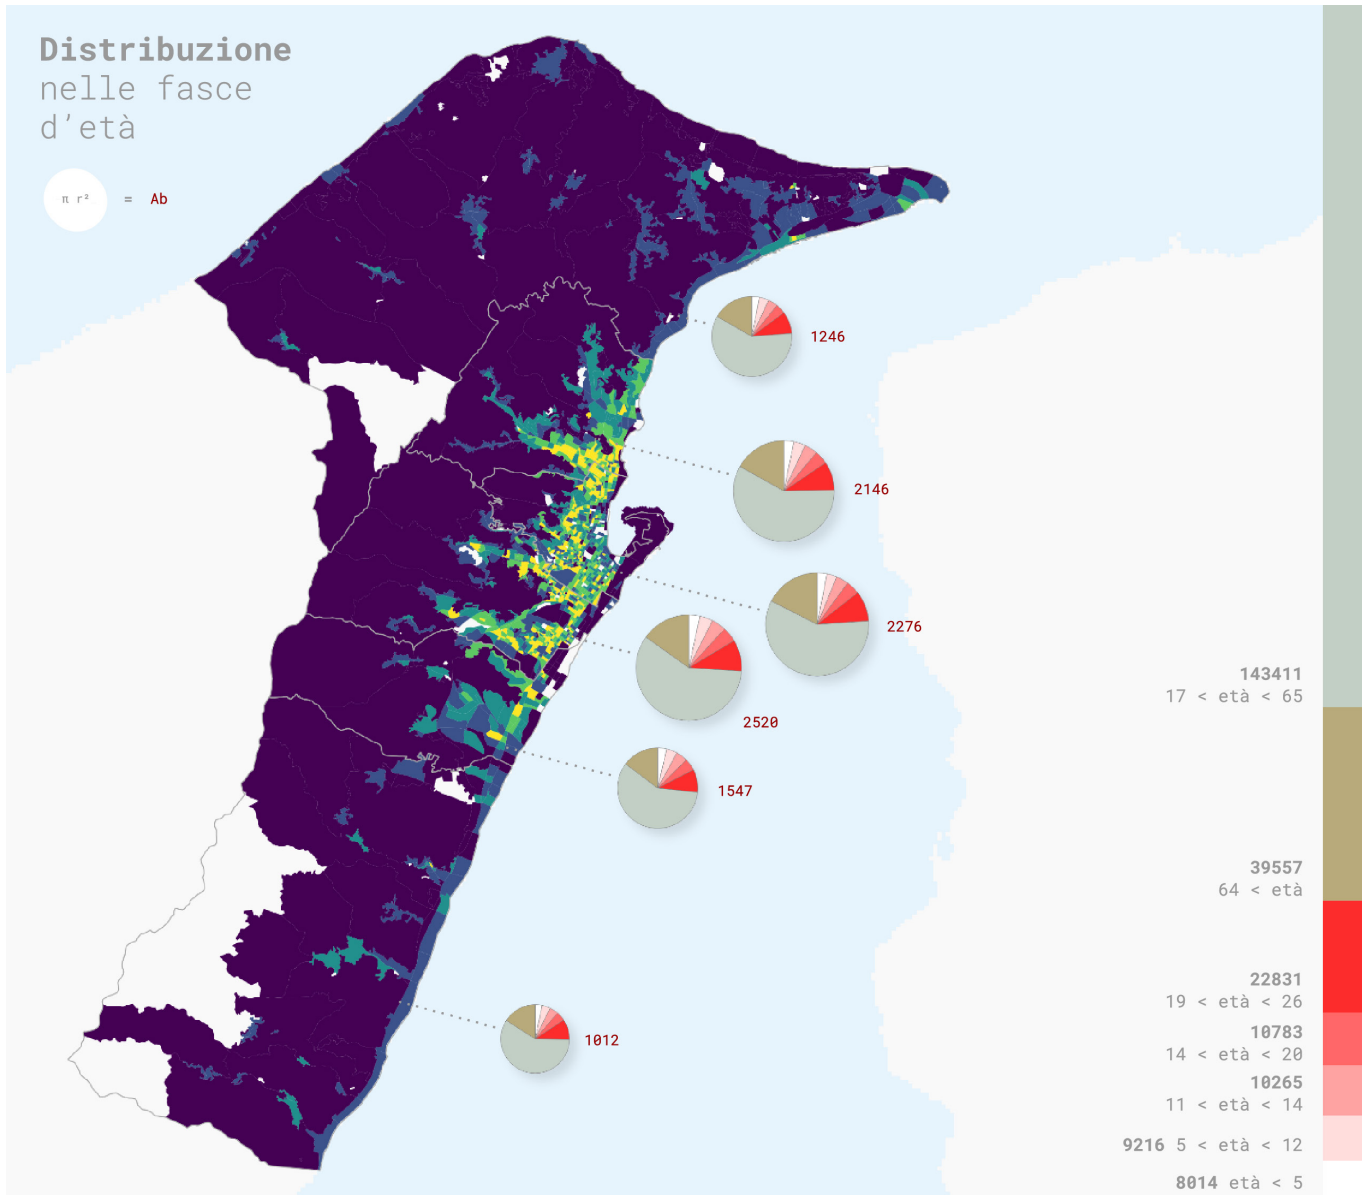 Distribuzione
nelle fasce
d’età
π r² = Ab
1246
2146
2276
2520
1547
1012
143411
17 < età < 65
39557
64 < età
22831
19 < età < 26
10783
14 < età < 20
10265
11 < età < 14
9216 5 < età < 12
8014 età < 5